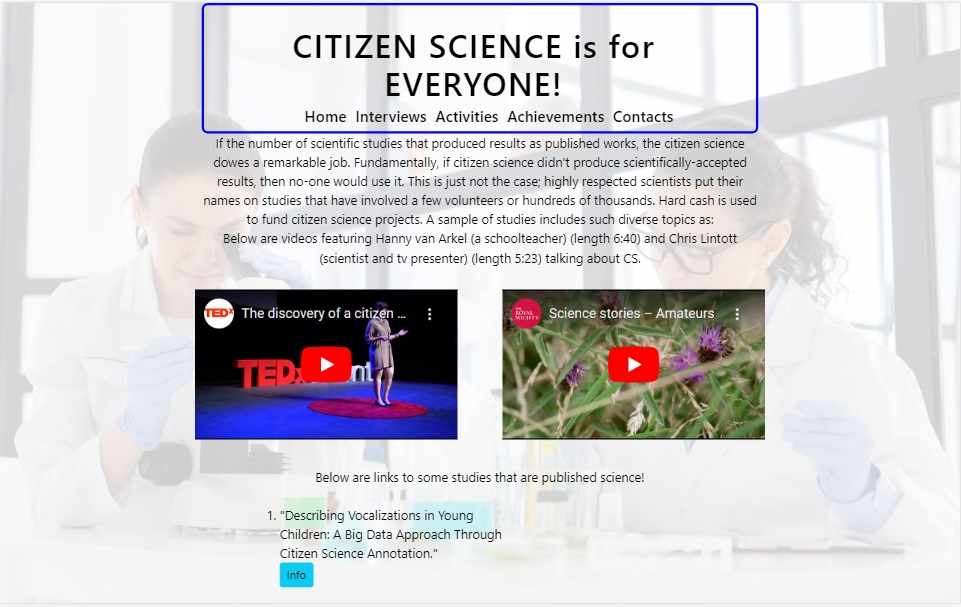 CITIZEN SCIENCE is for
EVERYONE!
Home Interviews Activities Achievements Contacts
If the number of scientific studies that produced results as published works, the citizen science
dowes a remarkable job. Fundamentally, if citizen science didn't produce scientifically-accepted
results, then no-one would use it. This is just not the case; highly respected scientists put their
names on studies that have involved a few volunteers or hundreds of thousands. Hard cash is used
to fund citizen science projects. A sample of studies includes such diverse topics as:
Below are videos featuring Hanny van Arkel (a schoolteacher) (length 6:40) and Chris Lintott
(scientist and tv presenter) (length 5:23) talking about CS.
TEDx The discovery of a citizen ...
TEDx
THE ROYAL SOCIETY Science stories – Amateurs
Below are links to some studies that are published science!
1. "Describing Vocalizations in Young
Children: A Big Data Approach Through
Citizen Science Annotation."
Info